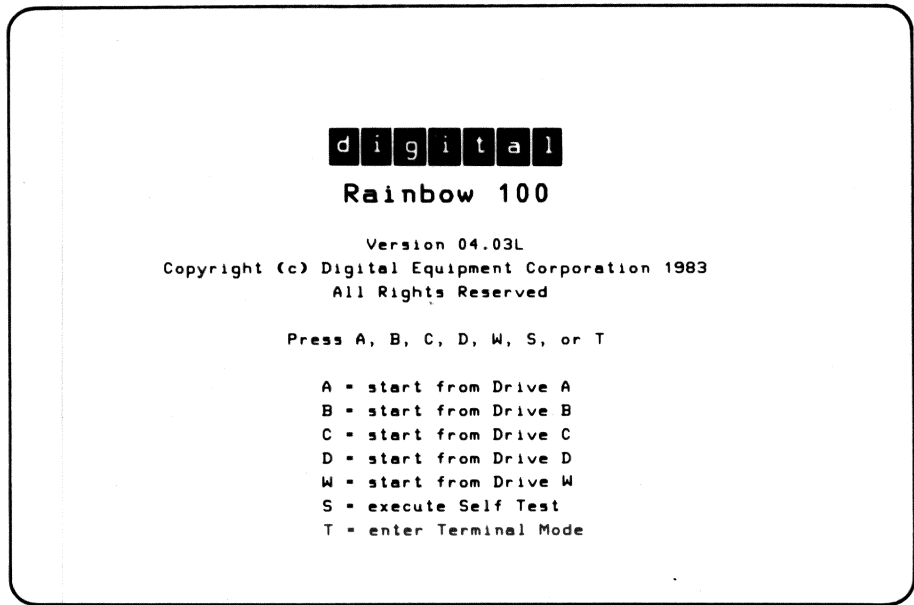 digital
Rainbow 100
Version 04.03L
Copyright (c) Digital Equipment Corporation 1983
All Rights Reserved
Press A, B, C, D, W, S, or T
A = start from Drive A
B = start from Drive B
C = start from Drive C
D = start from Drive D
W = start from Drive W
S = execute Self Test
T = enter Terminal Mode